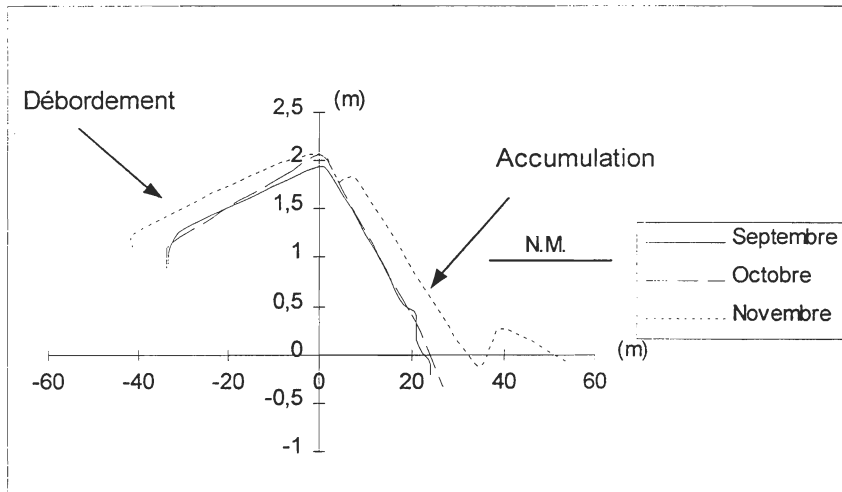 Débordement
2,5
(m)
2
Accumulation
1,5
1
N.M.
0,5
0
-0,5
-1
-60
-40
-20
0
20
40
60
(m)
Septembre
Octobre
Novembre